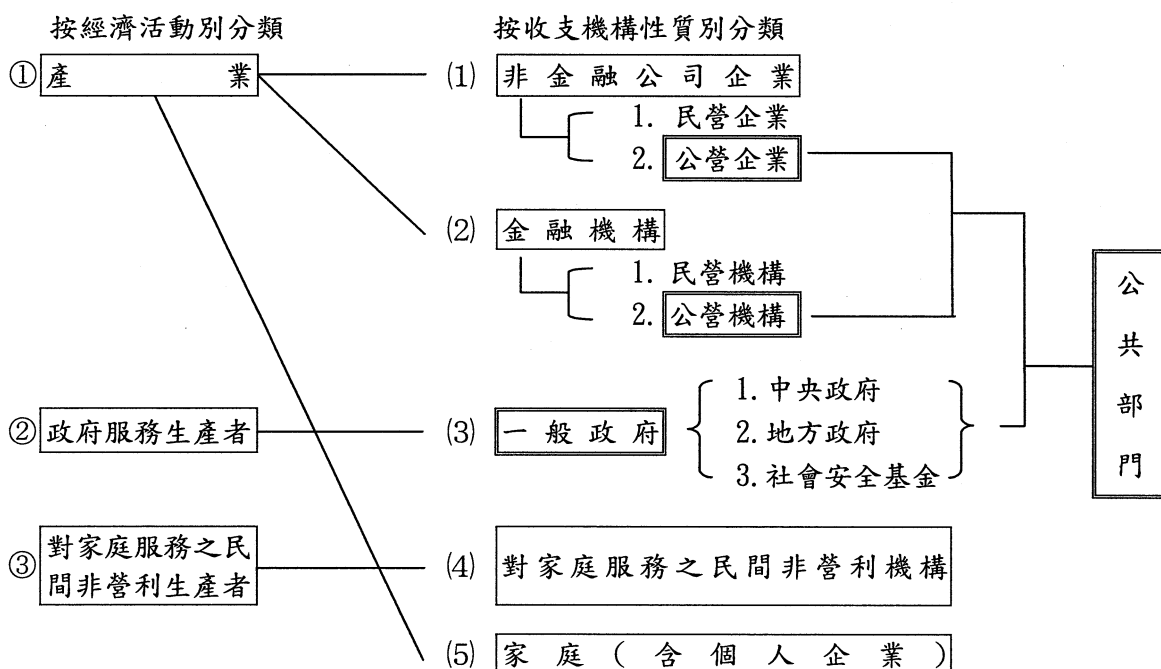 按經濟活動別分類
按收支機構性質別分類
① 產業
⑴ 非金融公司企業
1. 民營企業
2. 公營企業
⑵ 金融機構
1. 民營機構
2. 公營機構
② 政府服務生產者
⑶ 一般政府
1. 中央政府
2. 地方政府
3. 社會安全基金
③ 對家庭服務之民
間非營利生產者
⑷ 對家庭服務之民間非營利機構
⑸ 家庭(含個人企業)
公共部門